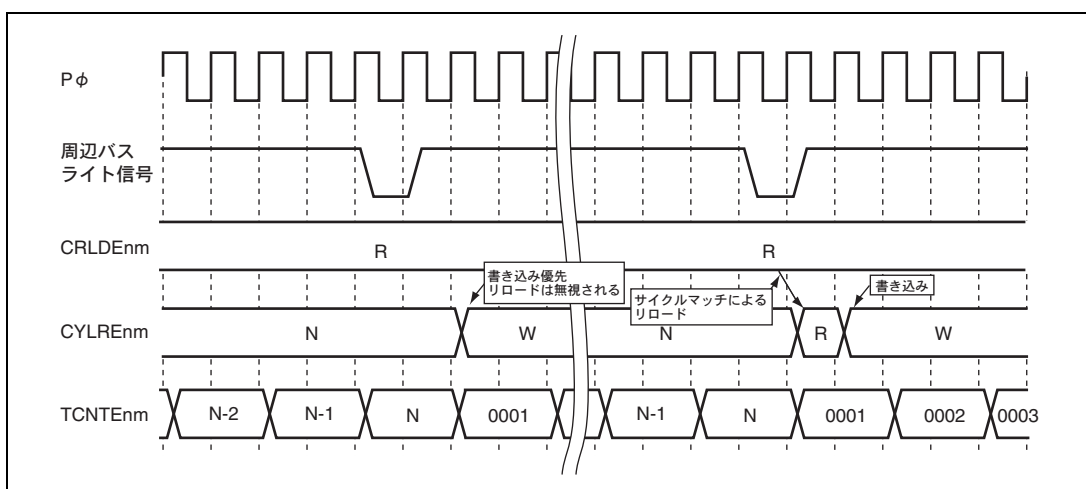 Pφ
周辺バス
ライト信号
CRLDEnm
R
R
書き込み優先
リロードは無視される
サイクルマッチによる
リロード
書き込み
CYLREnm
N
W
N
R
W
TCNTEnm
N-2
N-1
N
0001
N-1
N
0001
0002
0003